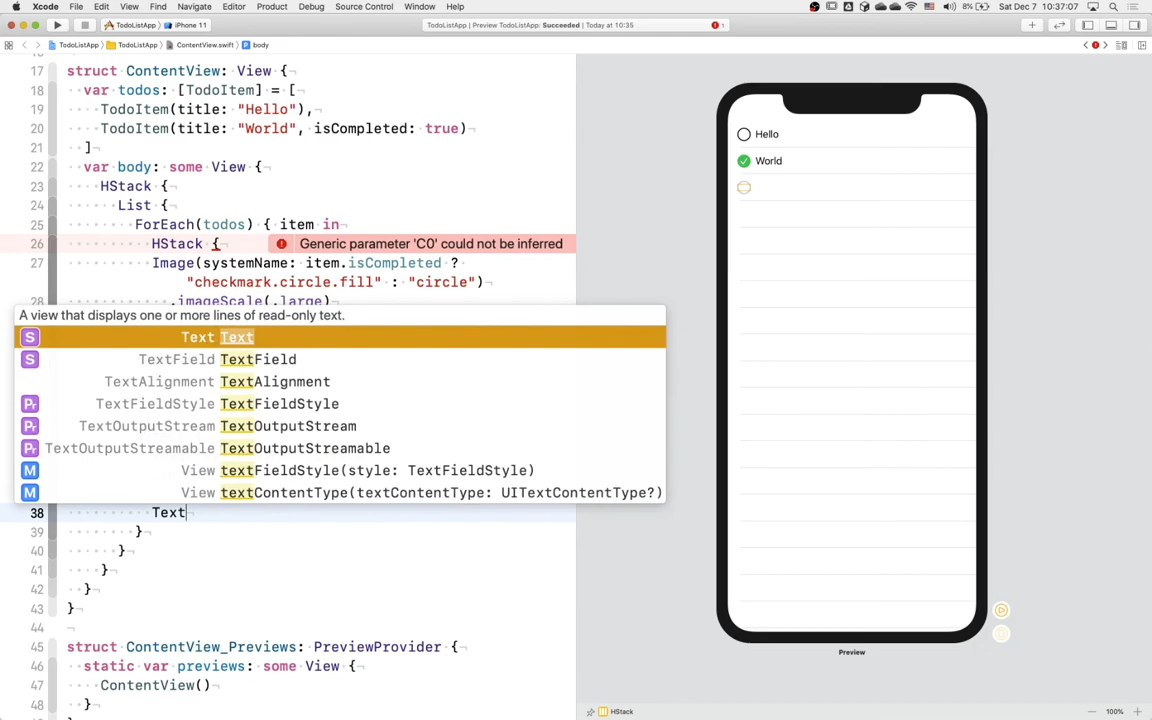 Xcode File Edit View Find Navigate Editor Product Debug Source Control Window Help 8% Sat Dec 7 10:37:07
TodoListApp iPhone 11 TodoListApp | Preview TodoListApp: Succeeded | Today at 10:35 1
TodoListApp TodoListApp ContentView.swift body
17 struct ContentView: View {
18 var todos: [TodoItem] = [
19 TodoItem(title: "Hello"),
20 TodoItem(title: "World", isCompleted: true)
21 ]
22 var body: some View {
23 HStack {
24 List {
25 ForEach(todos) { item in
26 HStack { Generic parameter 'C0' could not be inferred
27 Image(systemName: item.isCompleted ?
"checkmark.circle.fill" : "circle")
28 .imageScale(.large)
A view that displays one or more lines of read-only text.
S Text Text
S TextField TextField
TextAlignment TextAlignment
Pr TextFieldStyle TextFieldStyle
Pr TextOutputStream TextOutputStream
Pr TextOutputStreamable TextOutputStreamable
M View textFieldStyle(style: TextFieldStyle)
M View textContentType(textContentType: UITextContentType?)
38 Text
39 }
40 }
41 }
42 }
43 }
44
45 struct ContentView_Previews: PreviewProvider {
46 static var previews: some View {
47 ContentView()
48 }
Hello
World
Preview
HStack 100%